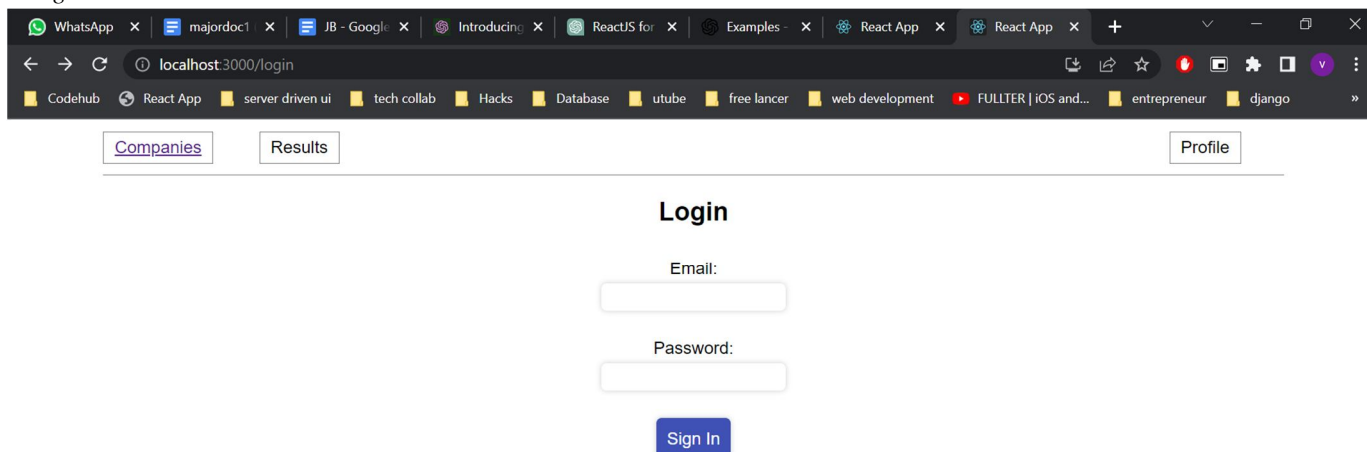 WhatsApp majordoc1 JB - Google Introducing ReactJS for Examples - React App React App
localhost:3000/login
Codehub React App server driven ui tech collab Hacks Database utube free lancer web development FULLTER | iOS and... entrepreneur django »
Companies Results Profile
Login
Email:
Password:
Sign In